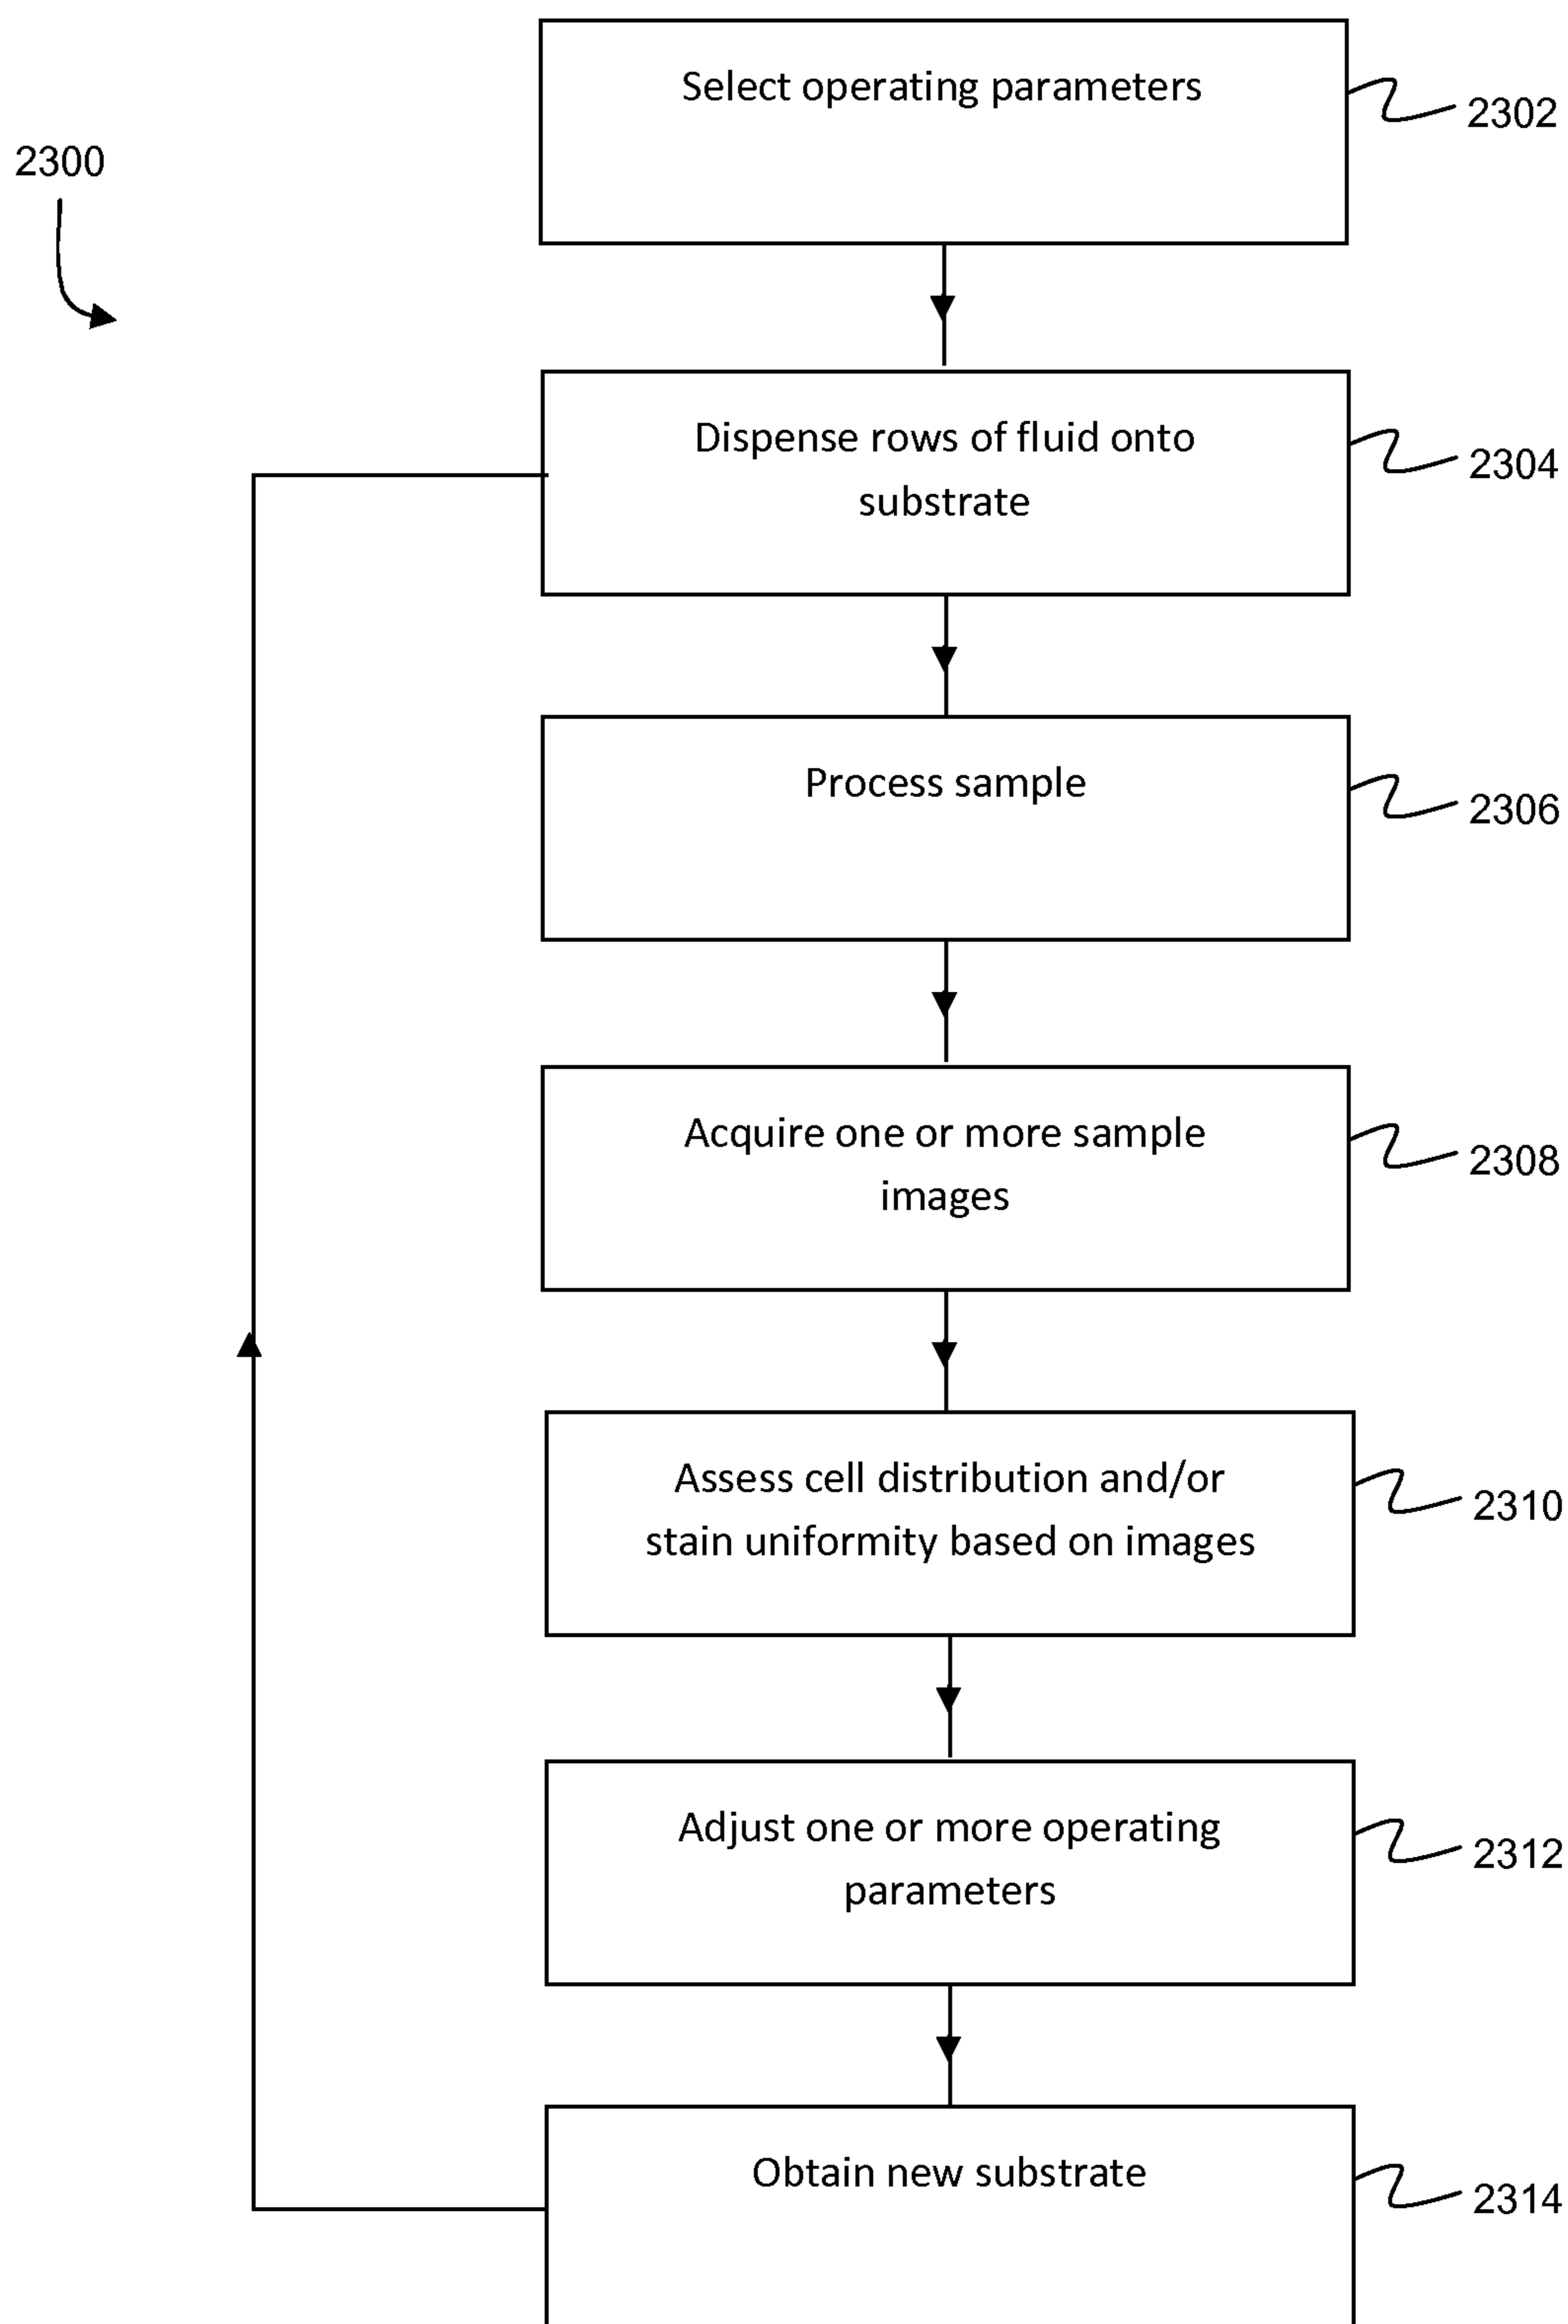 Select operating parameters
2302
2300
Dispense rows of fluid onto
substrate
2304
Process sample
2306
Acquire one or more sample
images
2308
Assess cell distribution and/or
stain uniformity based on images
2310
Adjust one or more operating
parameters
2312
Obtain new substrate
2314